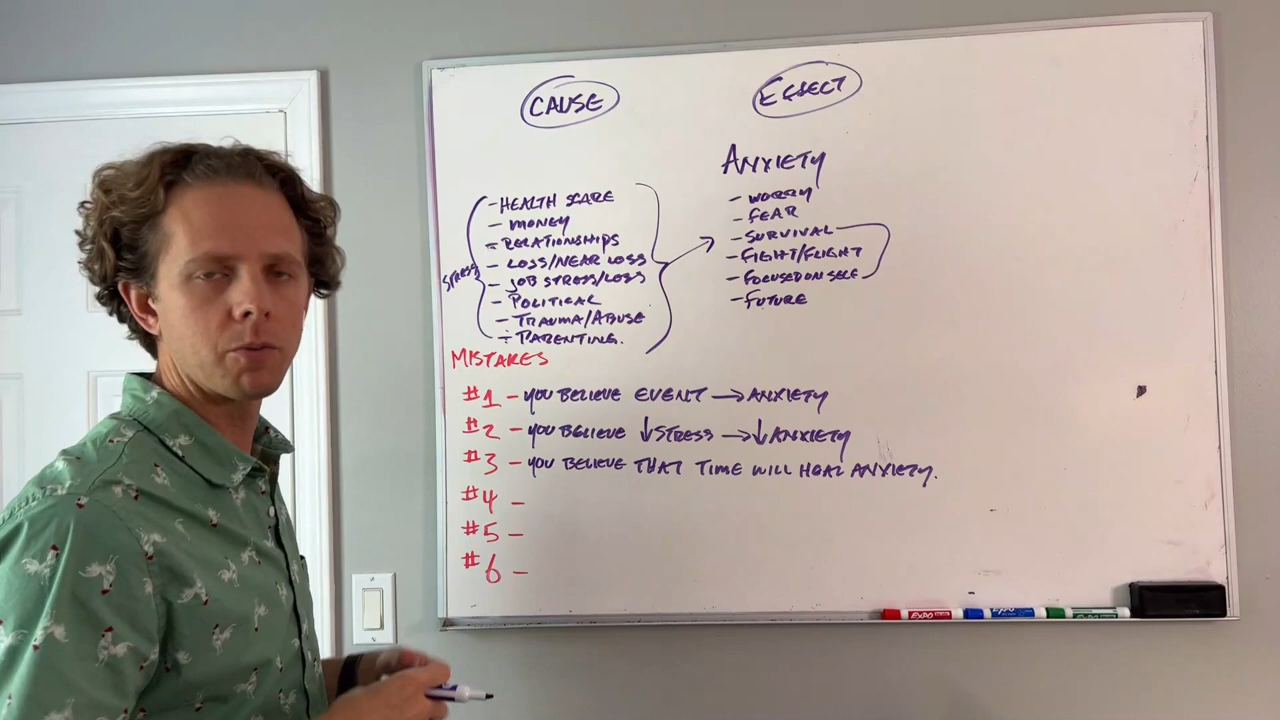 CAUSE
EFFECT
ANXIETY
STRESS
- HEALTH SCARE
- MONEY
- RELATIONSHIPS
- LOSS/NEAR LOSS
- JOB STRESS/LOSS
- POLITICAL
- TRAUMA/ABUSE
- PARENTING.
- WORRY
- FEAR
- SURVIVAL
- FIGHT/FLIGHT
- FOCUSED ON SELF
- FUTURE
MISTAKES
#1 - YOU BELIEVE EVENT → ANXIETY
#2 - YOU BELIEVE ↓STRESS → ↓ANXIETY
#3 - YOU BELIEVE THAT TIME WILL HEAL ANXIETY.
#4 -
#5 -
#6 -
EXPO
EXPO